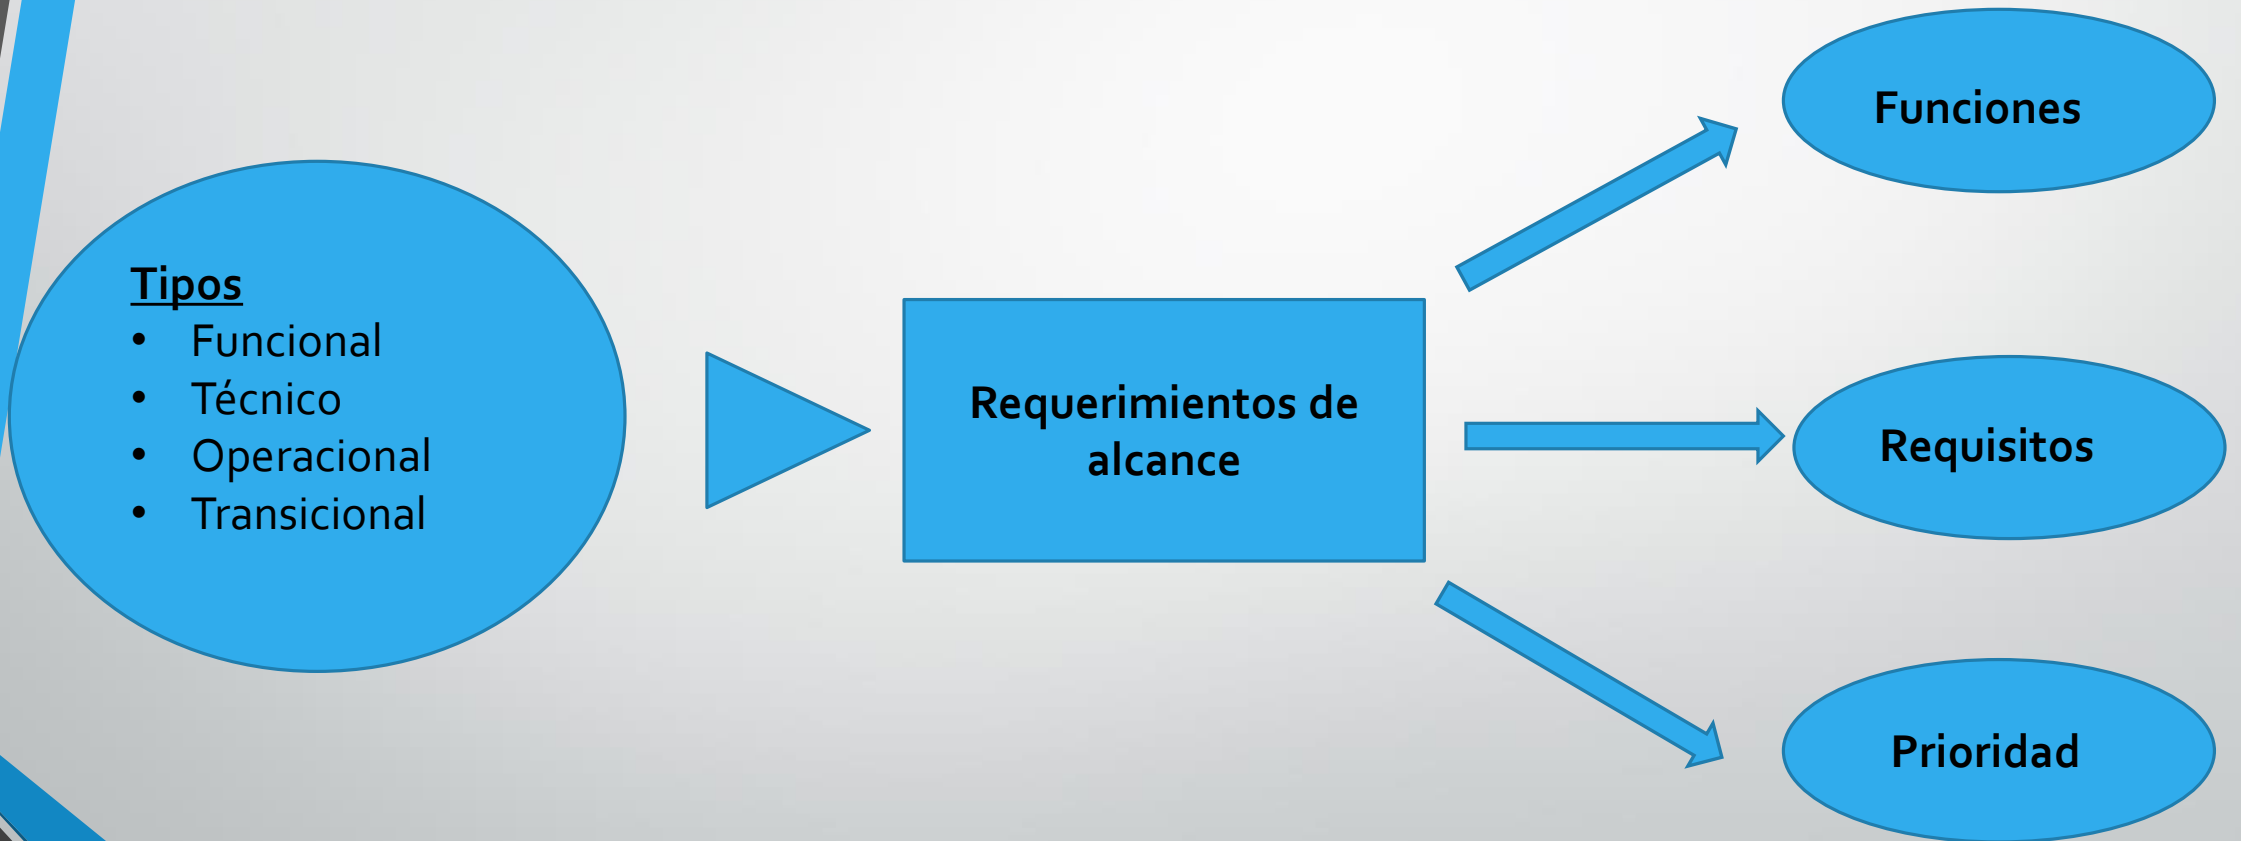 Tipos
• Funcional
• Técnico
• Operacional
• Transicional
Requerimientos de
alcance
Funciones
Requisitos
Prioridad